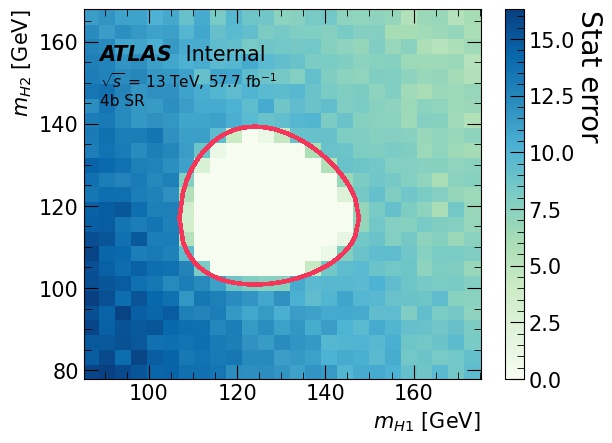 ATLAS Internal
√s = 13 TeV, 57.7 fb⁻¹
4b SR
m_H2 [GeV]
160
140
120
100
80
100
120
140
160
m_H1 [GeV]
15.0
12.5
10.0
7.5
5.0
2.5
0.0
Stat error